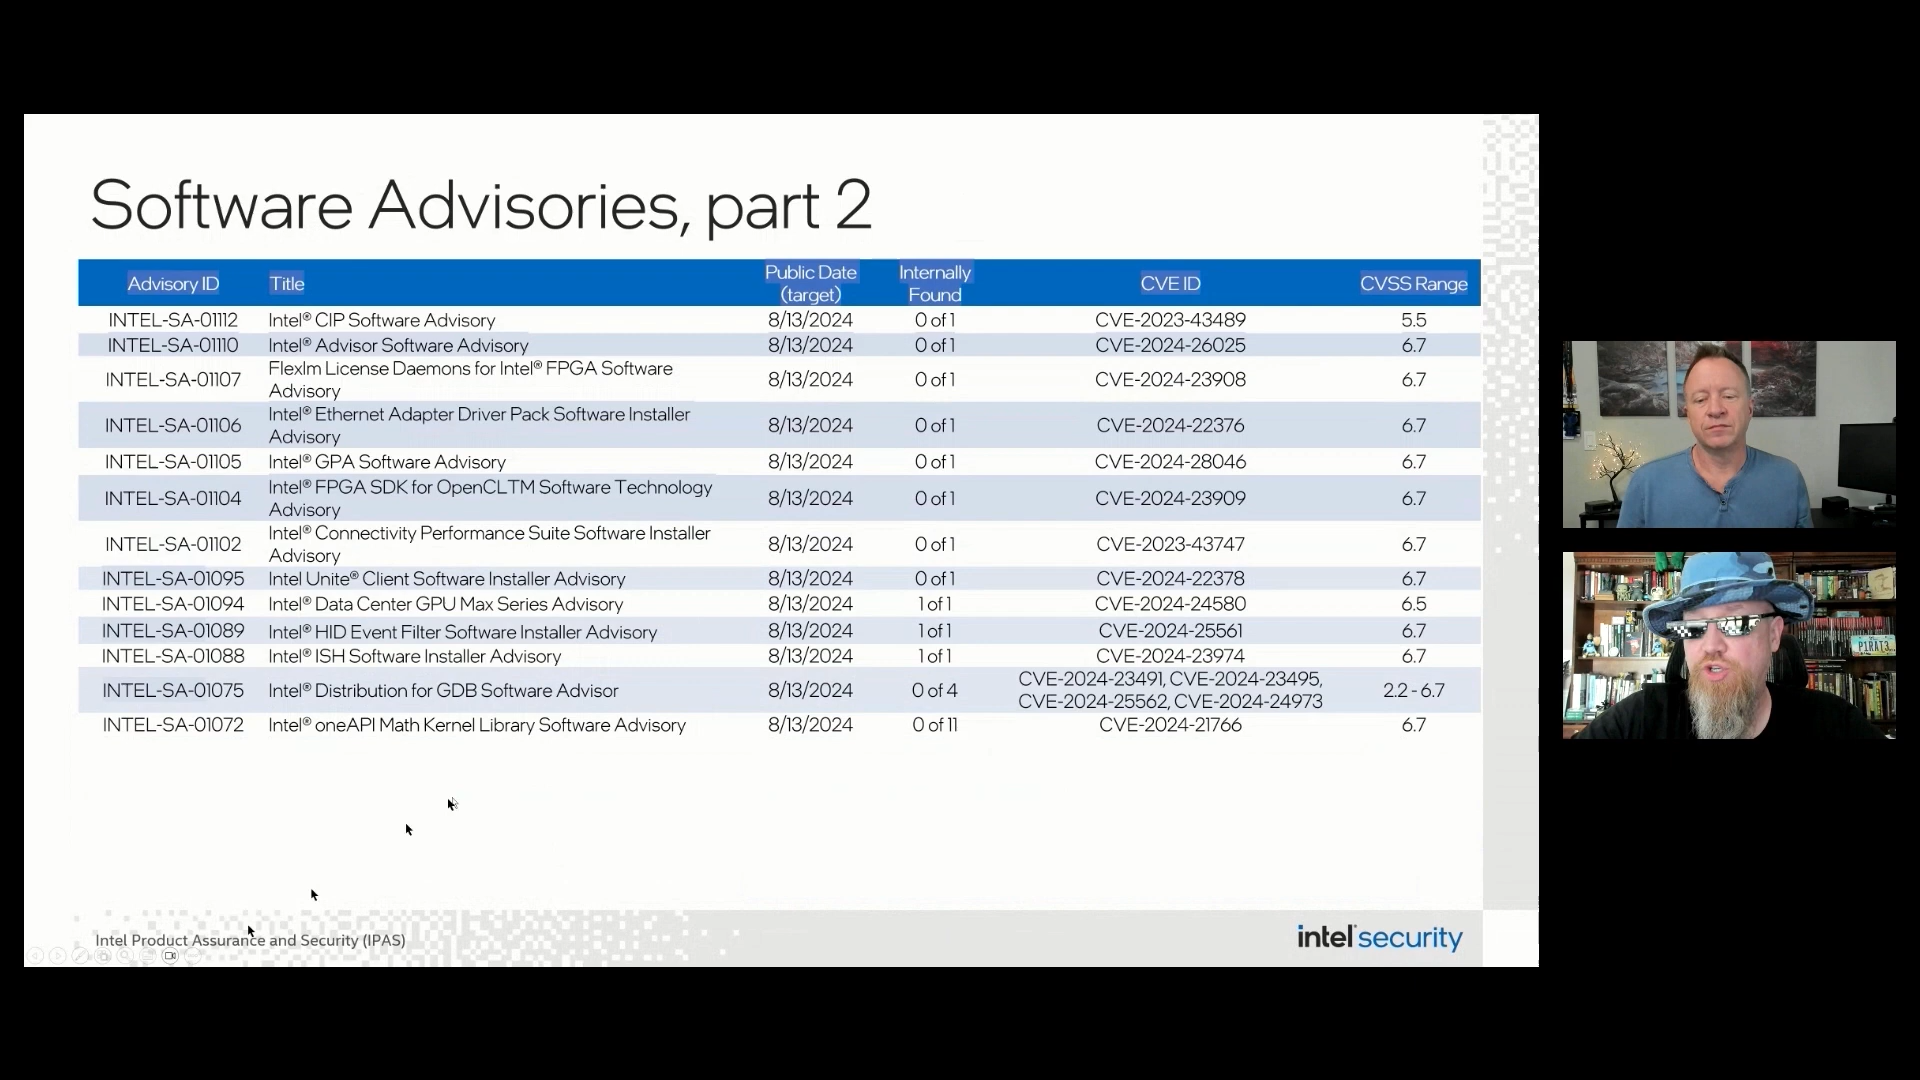 Software Advisories, part 2
Advisory ID Title Public Date (target) Internally Found CVE ID CVSS Range
INTEL-SA-01112 Intel® CIP Software Advisory 8/13/2024 0 of 1 CVE-2023-43489 5.5
INTEL-SA-01110 Intel® Advisor Software Advisory 8/13/2024 0 of 1 CVE-2024-26025 6.7
INTEL-SA-01107 Flexlm License Daemons for Intel® FPGA Software Advisory 8/13/2024 0 of 1 CVE-2024-23908 6.7
INTEL-SA-01106 Intel® Ethernet Adapter Driver Pack Software Installer Advisory 8/13/2024 0 of 1 CVE-2024-22376 6.7
INTEL-SA-01105 Intel® GPA Software Advisory 8/13/2024 0 of 1 CVE-2024-28046 6.7
INTEL-SA-01104 Intel® FPGA SDK for OpenCLTM Software Technology Advisory 8/13/2024 0 of 1 CVE-2024-23909 6.7
INTEL-SA-01102 Intel® Connectivity Performance Suite Software Installer Advisory 8/13/2024 0 of 1 CVE-2023-43747 6.7
INTEL-SA-01095 Intel Unite® Client Software Installer Advisory 8/13/2024 0 of 1 CVE-2024-22378 6.7
INTEL-SA-01094 Intel® Data Center GPU Max Series Advisory 8/13/2024 1 of 1 CVE-2024-24580 6.5
INTEL-SA-01089 Intel® HID Event Filter Software Installer Advisory 8/13/2024 1 of 1 CVE-2024-25561 6.7
INTEL-SA-01088 Intel® ISH Software Installer Advisory 8/13/2024 1 of 1 CVE-2024-23974 6.7
INTEL-SA-01075 Intel® Distribution for GDB Software Advisor 8/13/2024 0 of 4 CVE-2024-23491, CVE-2024-23495, CVE-2024-25562, CVE-2024-24973 2.2 - 6.7
INTEL-SA-01072 Intel® oneAPI Math Kernel Library Software Advisory 8/13/2024 0 of 11 CVE-2024-21766 6.7
Intel Product Assurance and Security (IPAS)
intel security
P1RAT3